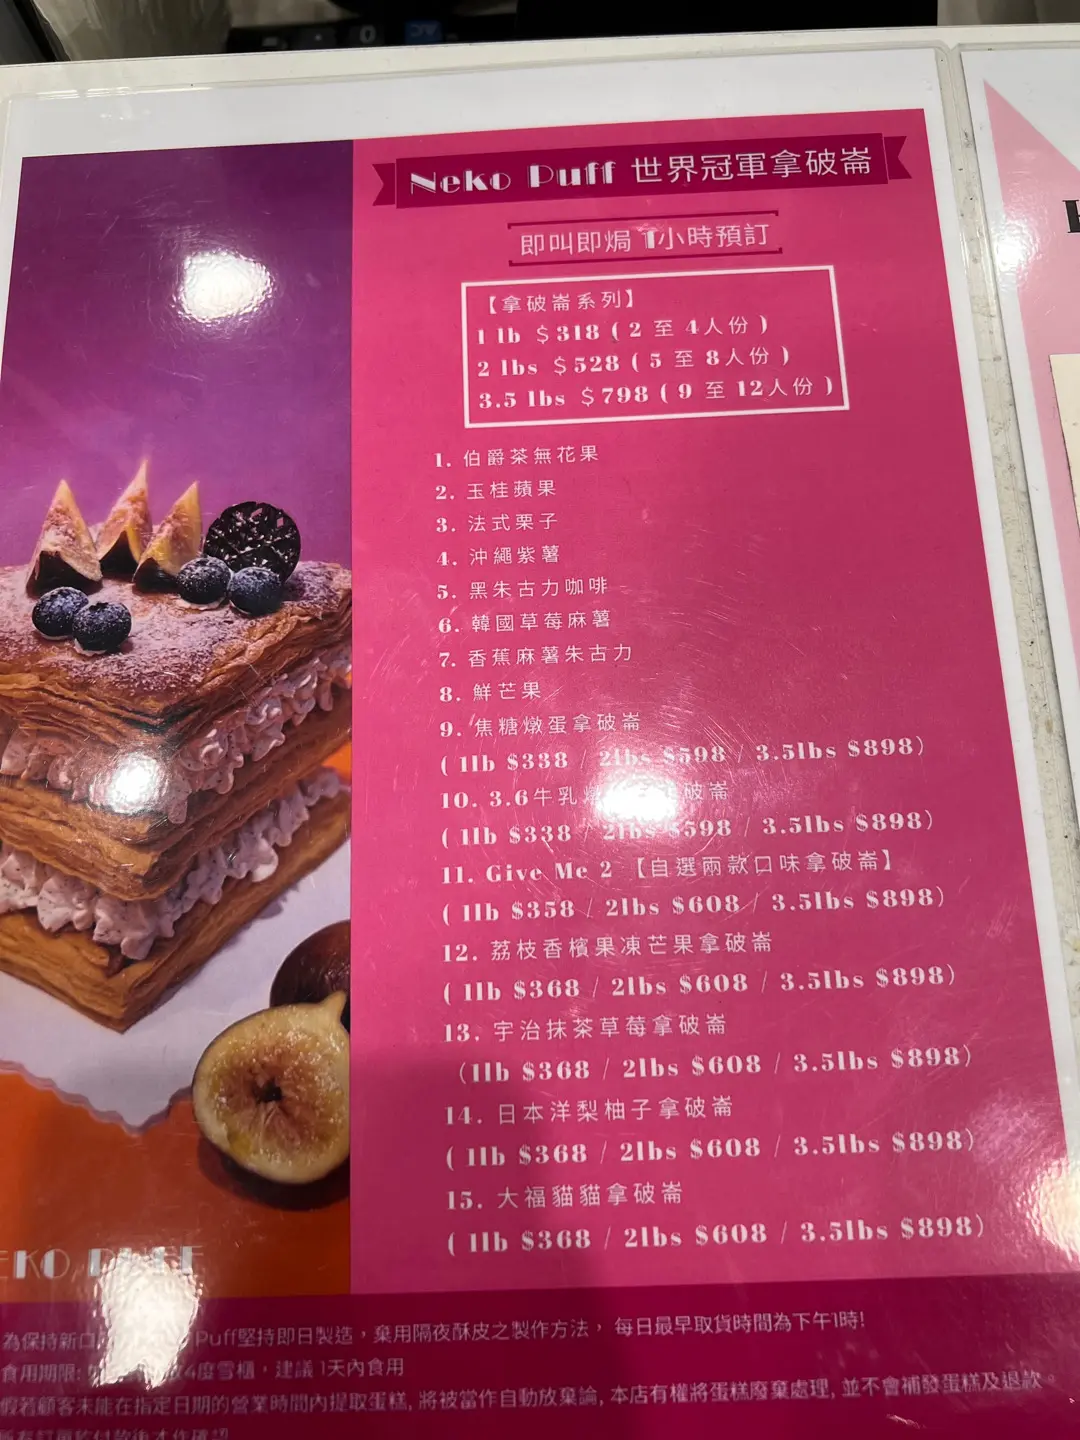 Neko Puff 世界冠軍拿破崙
即叫即焗 1小時預訂
【拿破崙系列】
1 lb $318 ( 2 至 4人份 )
2 lbs $528 ( 5 至 8人份 )
3.5 lbs $798 ( 9 至 12人份 )
1. 伯爵茶無花果
2. 玉桂蘋果
3. 法式栗子
4. 沖繩紫薯
5. 黑朱古力咖啡
6. 韓國草莓麻薯
7. 香蕉麻薯朱古力
8. 鮮芒果
9. 焦糖燉蛋拿破崙
( 1lb $338 / 2lbs $598 / 3.5lbs $898)
10. 3.6牛乳 破崙
( 1lb $338 / 2lbs $598 / 3.5lbs $898)
11. Give Me 2 【自選兩款口味拿破崙】
( 1lb $358 / 2lbs $608 / 3.5lbs $898)
12. 荔枝香檳果凍芒果拿破崙
( 1lb $368 / 2lbs $608 / 3.5lbs $898)
13. 宇治抹茶草莓拿破崙
(1lb $368 / 2lbs $608 / 3.5lbs $898)
14. 日本洋梨柚子拿破崙
( 1lb $368 / 2lbs $608 / 3.5lbs $898)
15. 大福貓貓拿破崙
( 1lb $368 / 2lbs $608 / 3.5lbs $898)
EKO PUFF
為保持新口 Puff堅持即日製造，棄用隔夜酥皮之製作方法， 每日最早取貨時間為下午1時!
食用期限: 4度雪櫃，建議 1天內食用
假若顧客未能在指定日期的營業時間內提取蛋糕, 將被當作自動放棄論, 本店有權將蛋糕廢棄處理, 並不會補發蛋糕及退款。